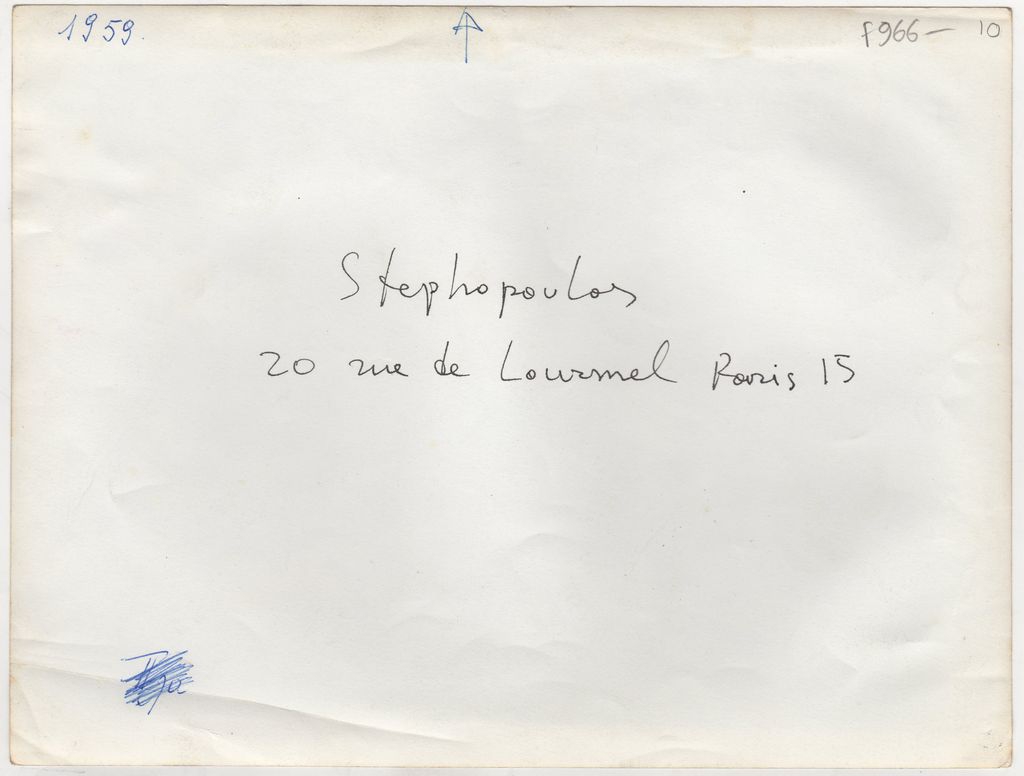 1959.
f966— 10
Stephopoulos
20 rue de Lourmel Paris 15